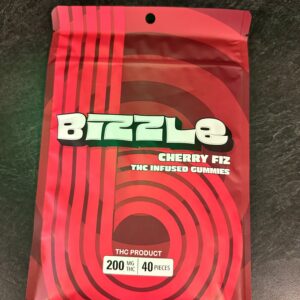 BIZZLE
CHERRY FIZ
THC INFUSED GUMMIES
THC PRODUCT
200 MG THC | 40 PIECES